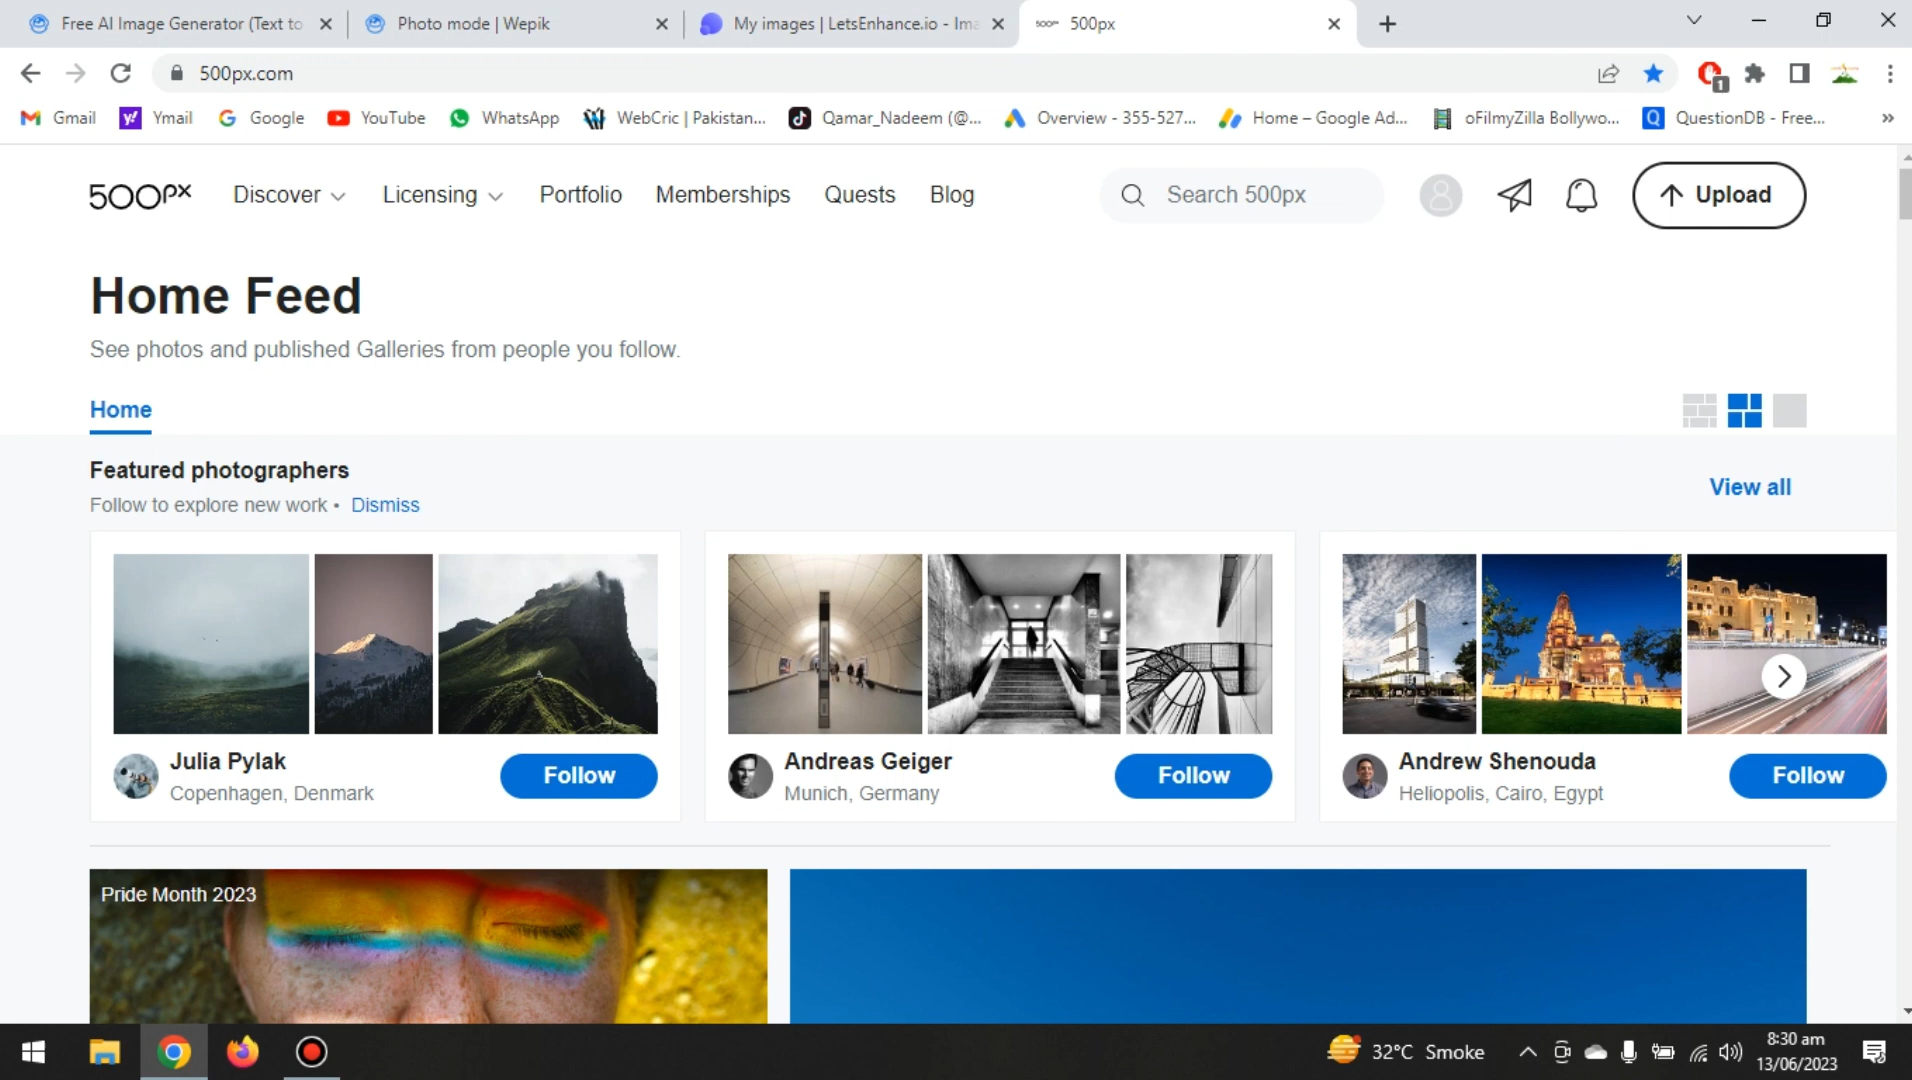 Free AI Image Generator (Text to
Photo mode | Wepik
My images | LetsEnhance.io - Ima
500px
500px.com
1
Gmail
Ymail
Google
YouTube
WhatsApp
WebCric | Pakistan...
Qamar_Nadeem (@...
Overview - 355-527...
Home – Google Ad...
oFilmyZilla Bollywo...
QuestionDB - Free...
500px
Discover
Licensing
Portfolio
Memberships
Quests
Blog
Search 500px
Upload
Home Feed
See photos and published Galleries from people you follow.
Home
Featured photographers
View all
Follow to explore new work • Dismiss
Julia Pylak
Copenhagen, Denmark
Follow
Andreas Geiger
Munich, Germany
Follow
Andrew Shenouda
Heliopolis, Cairo, Egypt
Follow
Pride Month 2023
32°C Smoke
8:30 am
13/06/2023